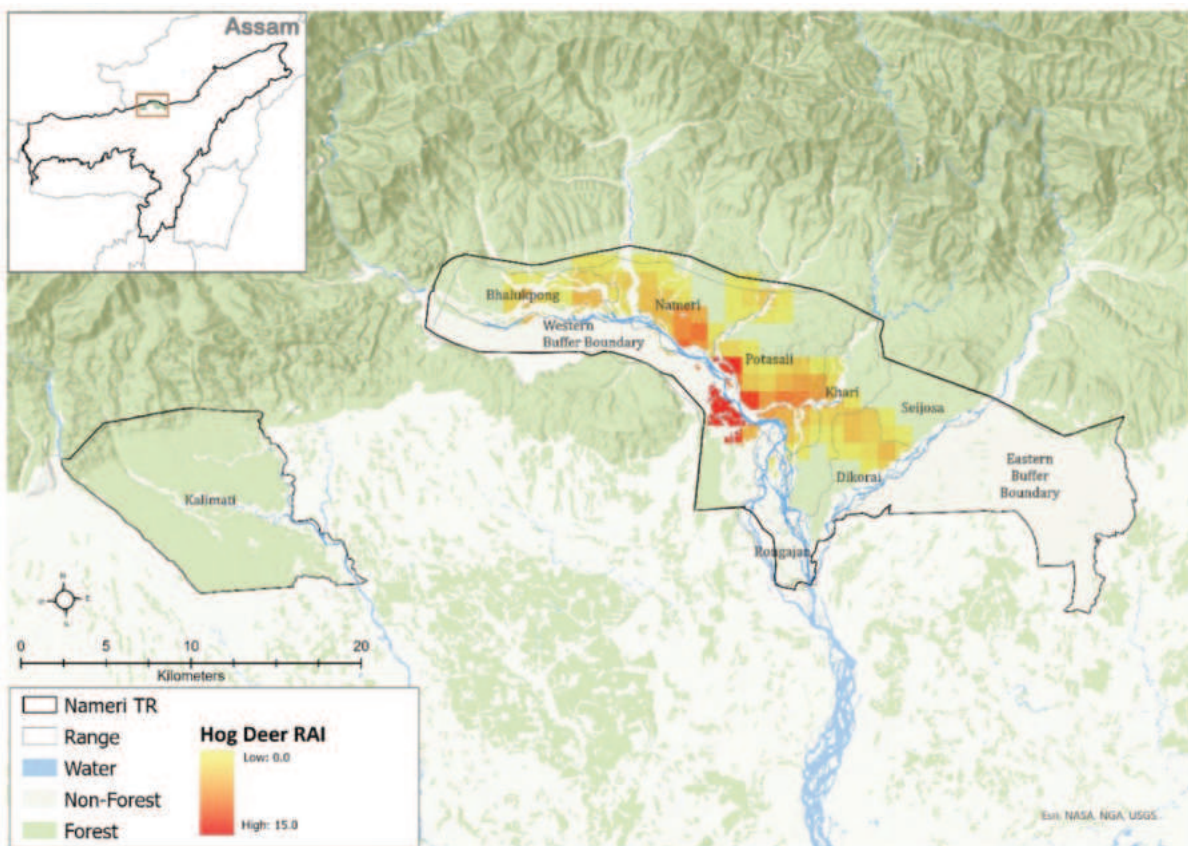 Assam
Bhalukpong
Nameri
Western
Buffer Boundary
Potasali
Khari
Seijosa
Dikorai
Eastern
Buffer
Boundary
Kalimati
Rongajan
N
E
S
0 5 10 20
Kilometers
Nameri TR
Range
Water
Non-Forest
Forest
Hog Deer RAI
Low: 0.0
High: 15.0
Esri, NASA, NGA, USGS